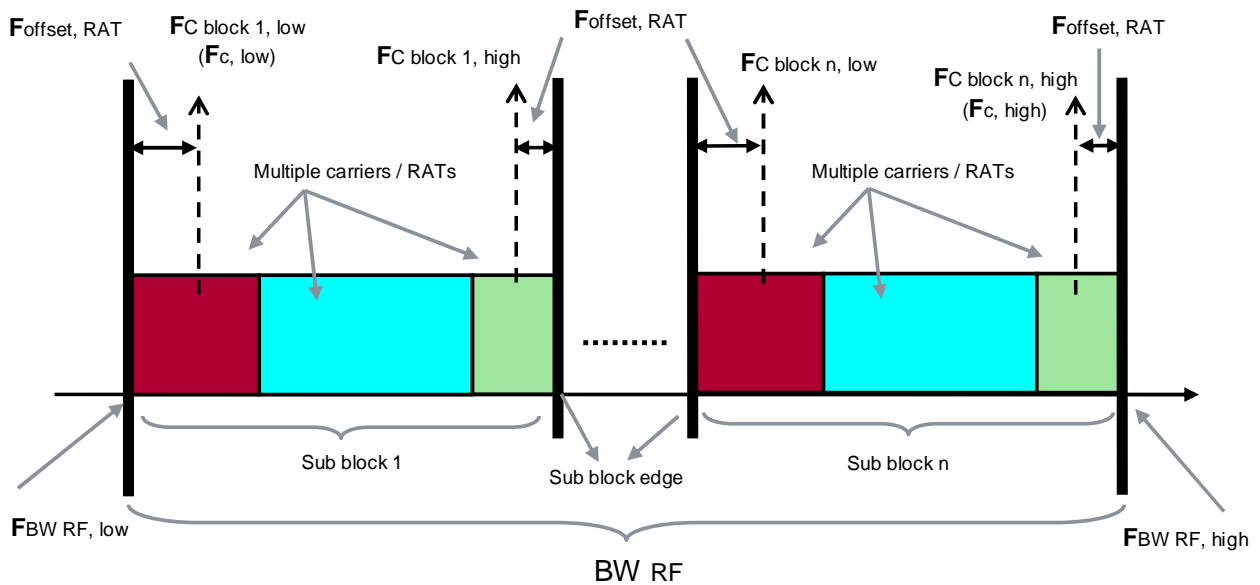 Foffset, RAT
FC block 1, low
(Fc, low)
FC block 1, high
Foffset, RAT
FC block n, low
Foffset, RAT
FC block n, high
(Fc, high)
Multiple carriers / RATs
Multiple carriers / RATs
Sub block 1
Sub block edge
Sub block n
FBW RF, low
FBW RF, high
BW RF